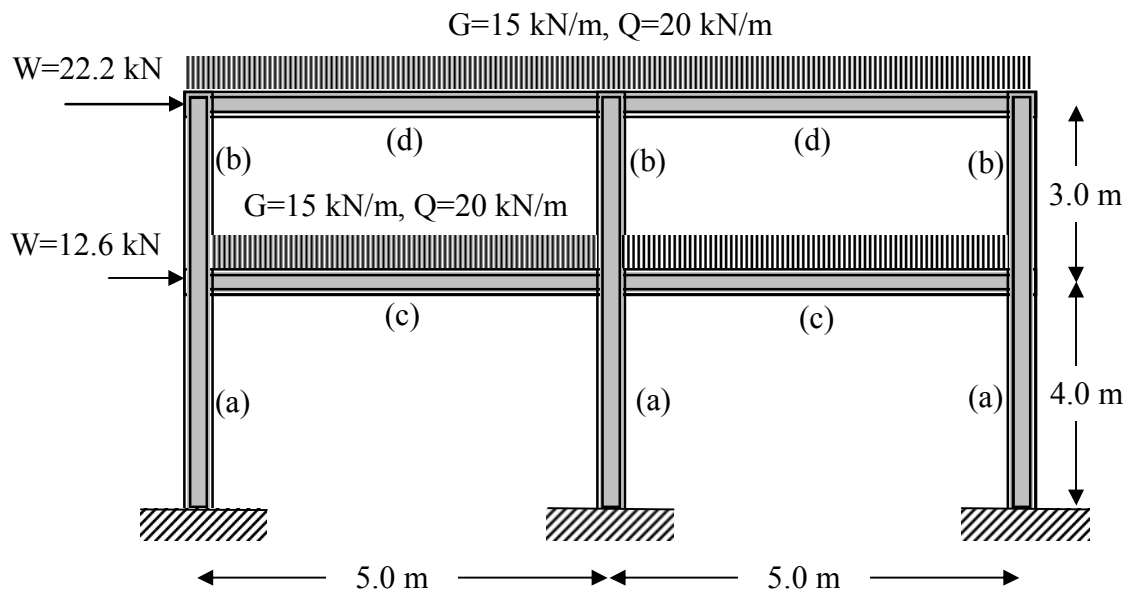 G=15 kN/m, Q=20 kN/m
W=22.2 kN
(d) (d)
(b) (b) (b)
3.0 m
G=15 kN/m, Q=20 kN/m
W=12.6 kN
(c) (c)
(a) (a) (a)
4.0 m
5.0 m 5.0 m